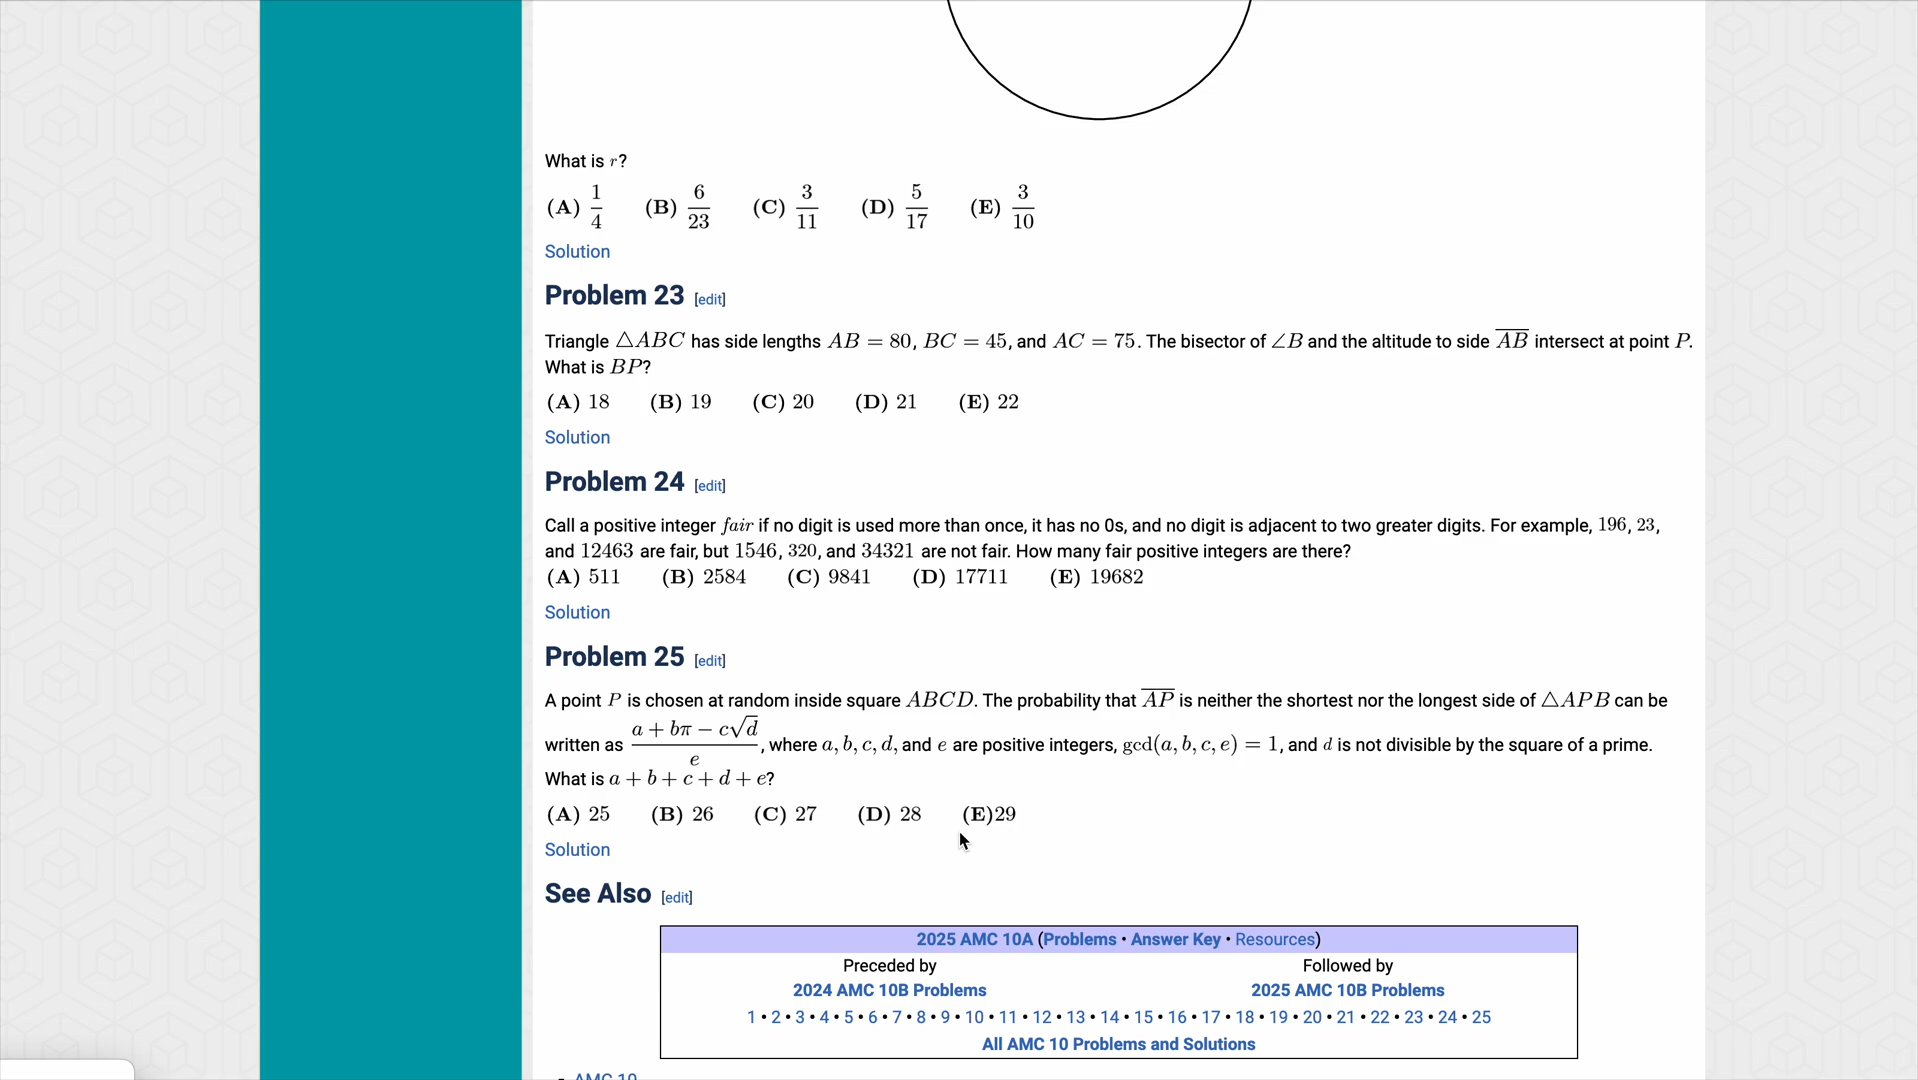 What is r?
(A) 1/4 (B) 6/23 (C) 3/11 (D) 5/17 (E) 3/10
Solution
Problem 23 [edit]
Triangle △ABC has side lengths AB = 80, BC = 45, and AC = 75. The bisector of ∠B and the altitude to side \overline{AB} intersect at point P.
What is BP?
(A) 18 (B) 19 (C) 20 (D) 21 (E) 22
Solution
Problem 24 [edit]
Call a positive integer fair if no digit is used more than once, it has no 0s, and no digit is adjacent to two greater digits. For example, 196, 23,
and 12463 are fair, but 1546, 320, and 34321 are not fair. How many fair positive integers are there?
(A) 511 (B) 2584 (C) 9841 (D) 17711 (E) 19682
Solution
Problem 25 [edit]
A point P is chosen at random inside square ABCD. The probability that \overline{AP} is neither the shortest nor the longest side of △APB can be
written as \frac{a + bπ − c√d}{e}, where a, b, c, d, and e are positive integers, gcd(a, b, c, e) = 1, and d is not divisible by the square of a prime.
What is a + b + c + d + e?
(A) 25 (B) 26 (C) 27 (D) 28 (E)29
Solution
See Also [edit]
2025 AMC 10A (Problems • Answer Key • Resources)
Preceded by
2024 AMC 10B Problems
Followed by
2025 AMC 10B Problems
1 • 2 • 3 • 4 • 5 • 6 • 7 • 8 • 9 • 10 • 11 • 12 • 13 • 14 • 15 • 16 • 17 • 18 • 19 • 20 • 21 • 22 • 23 • 24 • 25
All AMC 10 Problems and Solutions
AMC 10